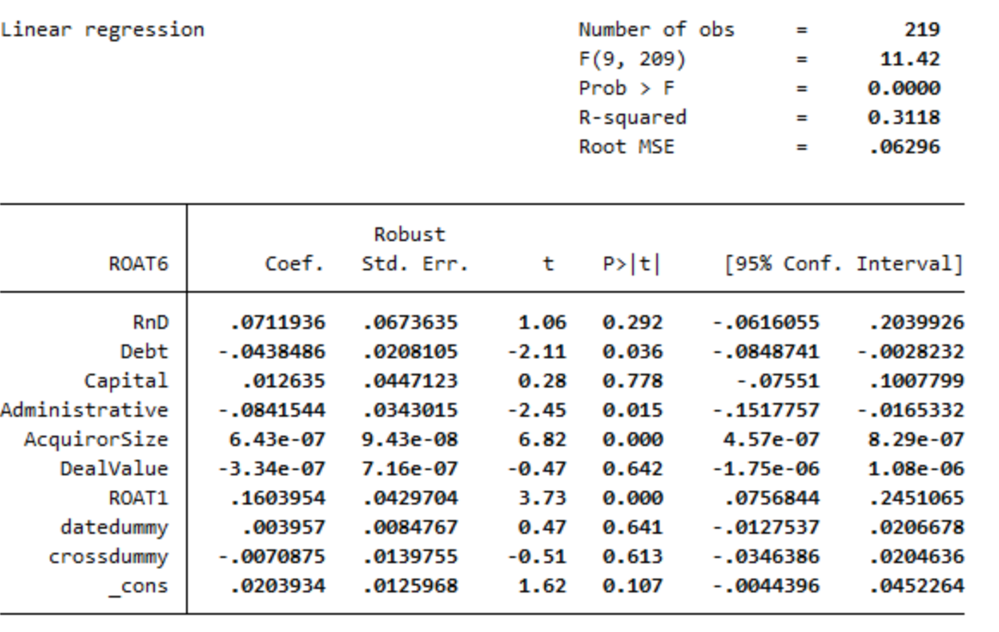 Linear regression Number of obs = 219
F(9, 209) = 11.42
Prob > F = 0.0000
R-squared = 0.3118
Root MSE = .06296
Robust
ROAT6 Coef. Std. Err. t P>|t| [95% Conf. Interval]
RnD .0711936 .0673635 1.06 0.292 -.0616055 .2039926
Debt -.0438486 .0208105 -2.11 0.036 -.0848741 -.0028232
Capital .012635 .0447123 0.28 0.778 -.07551 .1007799
Administrative -.0841544 .0343015 -2.45 0.015 -.1517757 -.0165332
AcquirorSize 6.43e-07 9.43e-08 6.82 0.000 4.57e-07 8.29e-07
DealValue -3.34e-07 7.16e-07 -0.47 0.642 -1.75e-06 1.08e-06
ROAT1 .1603954 .0429704 3.73 0.000 .0756844 .2451065
datedummy .003957 .0084767 0.47 0.641 -.0127537 .0206678
crossdummy -.0070875 .0139755 -0.51 0.613 -.0346386 .0204636
_cons .0203934 .0125968 1.62 0.107 -.0044396 .0452264